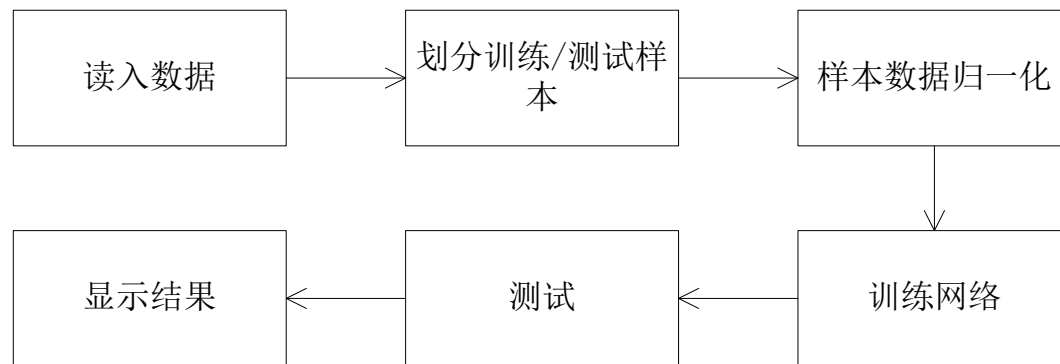 读入数据
划分训练/测试样
本
样本数据归一化
显示结果
测试
训练网络